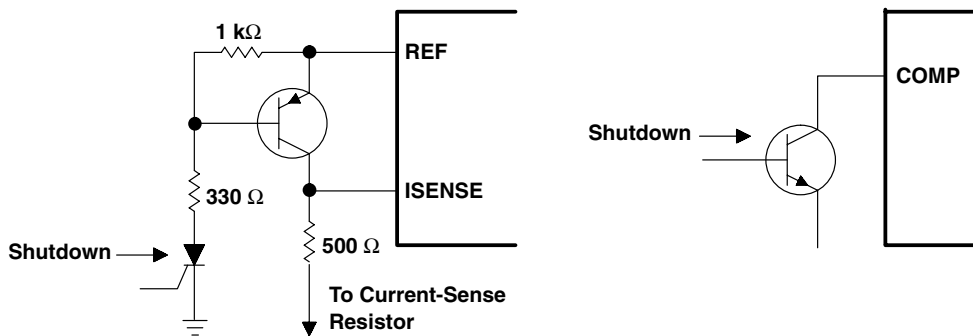 1 kΩ
REF
COMP
Shutdown
ISENSE
330 Ω
Shutdown
500 Ω
To Current-Sense
Resistor